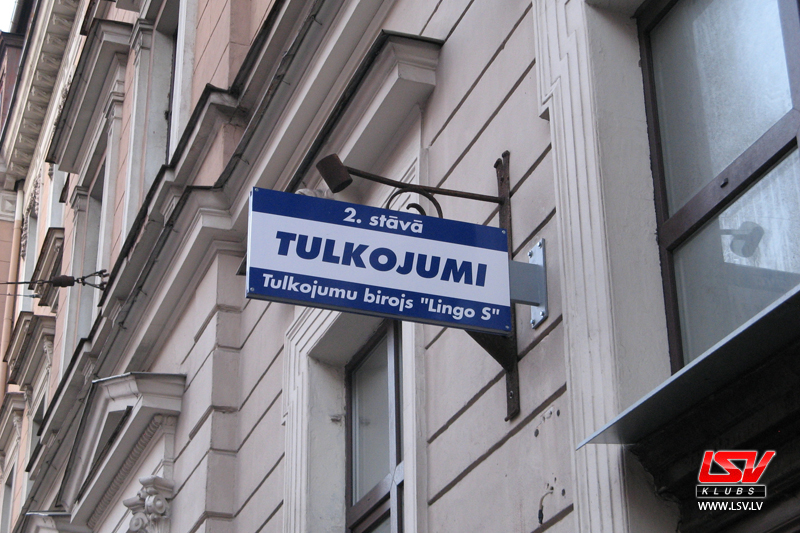 2. stāvā
TULKOJUMI
Tulkojumu birojs "Lingo S"
LSV
KLUBS
WWW.LSV.LV